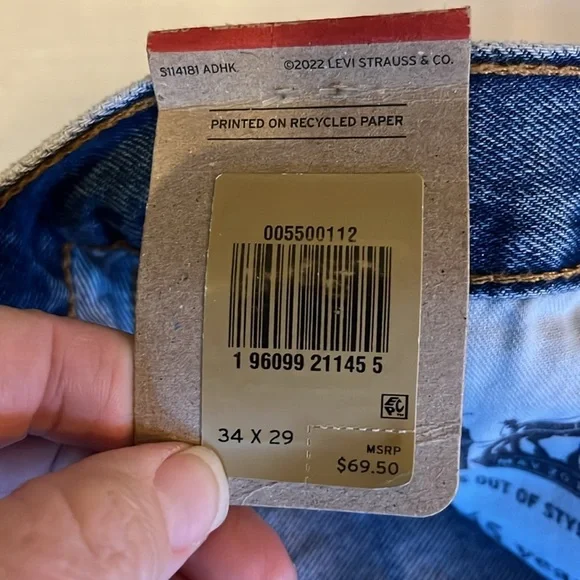 S114181 ADHK.
©2022 LEVI STRAUSS & CO.
PRINTED ON RECYCLED PAPER
005500112
1 96099 21145 5
34 X 29
MSRP
$69.50
OUT OF STY